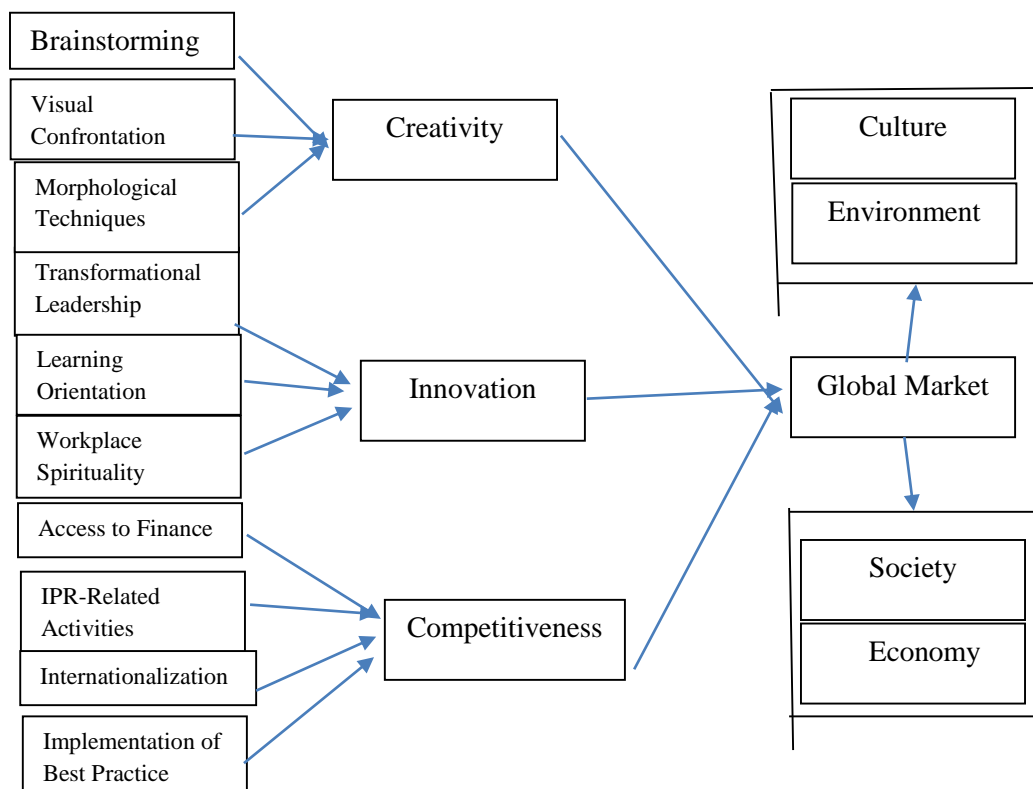 Brainstorming
Visual
Confrontation
Morphological
Techniques
Transformational
Leadership
Learning
Orientation
Workplace
Spirituality
Access to Finance
IPR-Related
Activities
Internationalization
Implementation of
Best Practice
Creativity
Innovation
Competitiveness
Culture
Environment
Global Market
Society
Economy